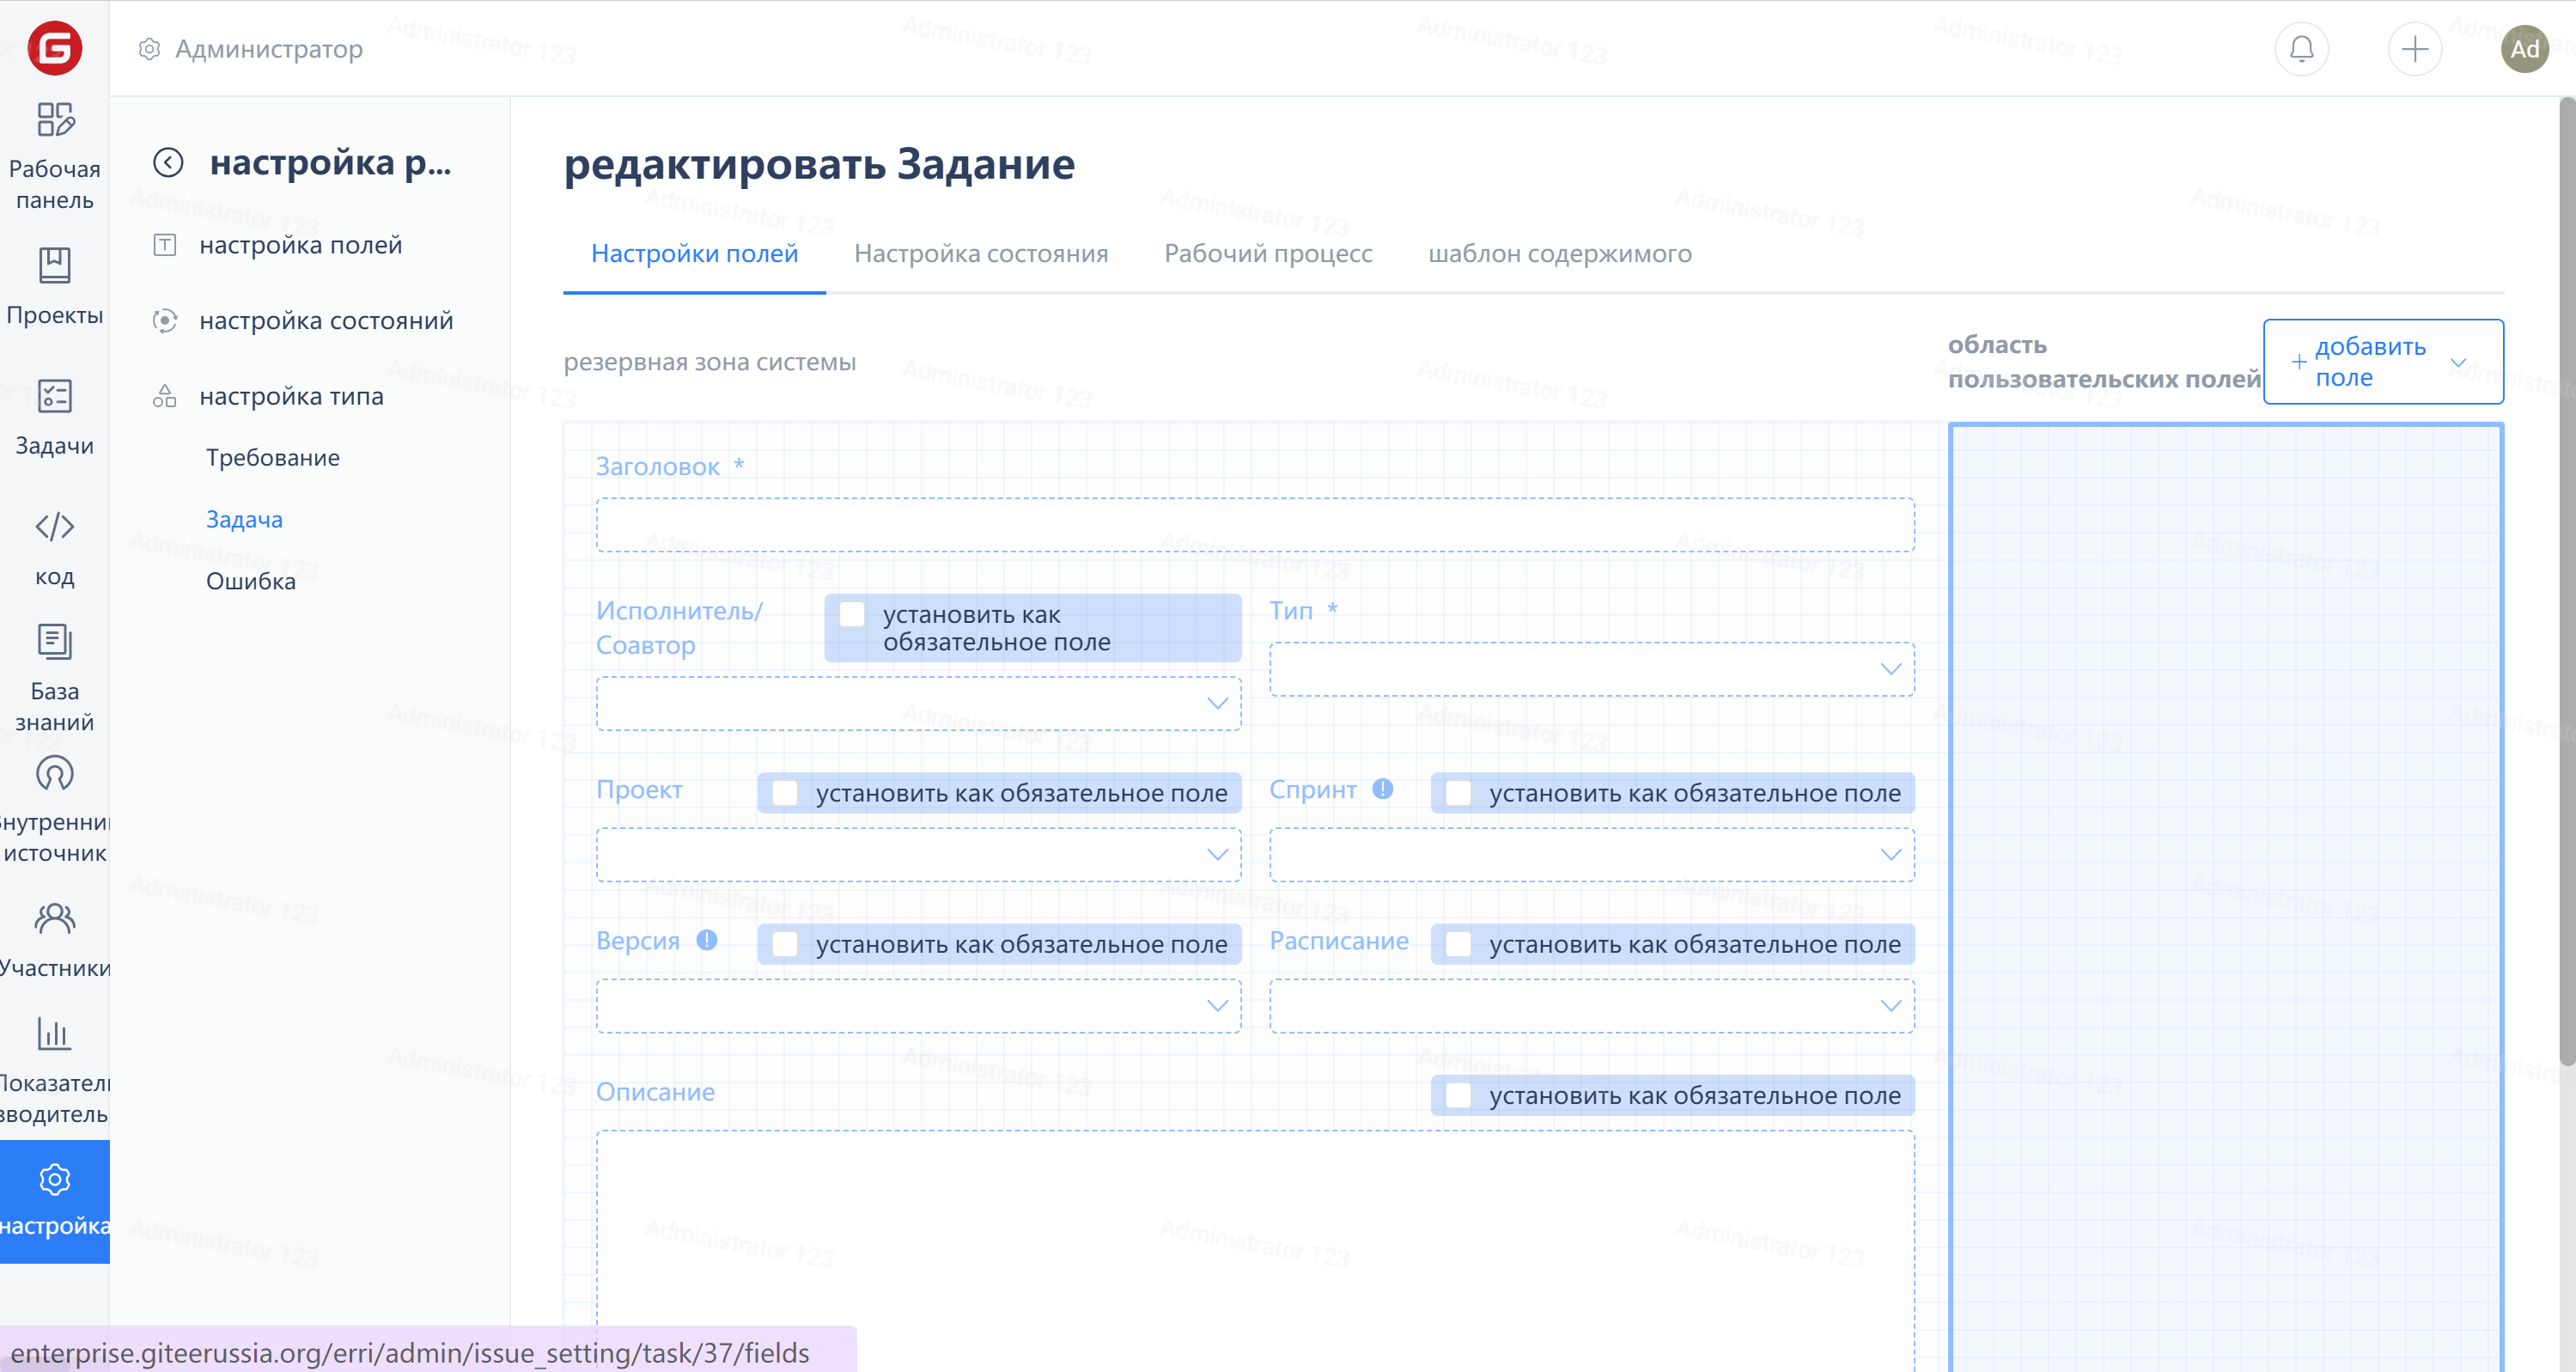 Администратор
Ad
Рабочая
панель
Проекты
Задачи
код
База
знаний
источник
Участники
настройка
настройка р...
настройка полей
настройка состояний
настройка типа
Требование
Задача
Ошибка
редактировать Задание
Настройки полей
Настройка состояния
Рабочий процесс
шаблон содержимого
резервная зона системы
область
пользовательских полей
+ добавить
поле
Заголовок *
Исполнитель/
Соавтор
установить как
обязательное поле
Тип *
Проект
установить как обязательное поле
Спринт
установить как обязательное поле
Версия
установить как обязательное поле
Расписание
установить как обязательное поле
Описание
установить как обязательное поле
enterprise.giteerussia.org/erri/admin/issue_setting/task/37/fields
Administrator 123